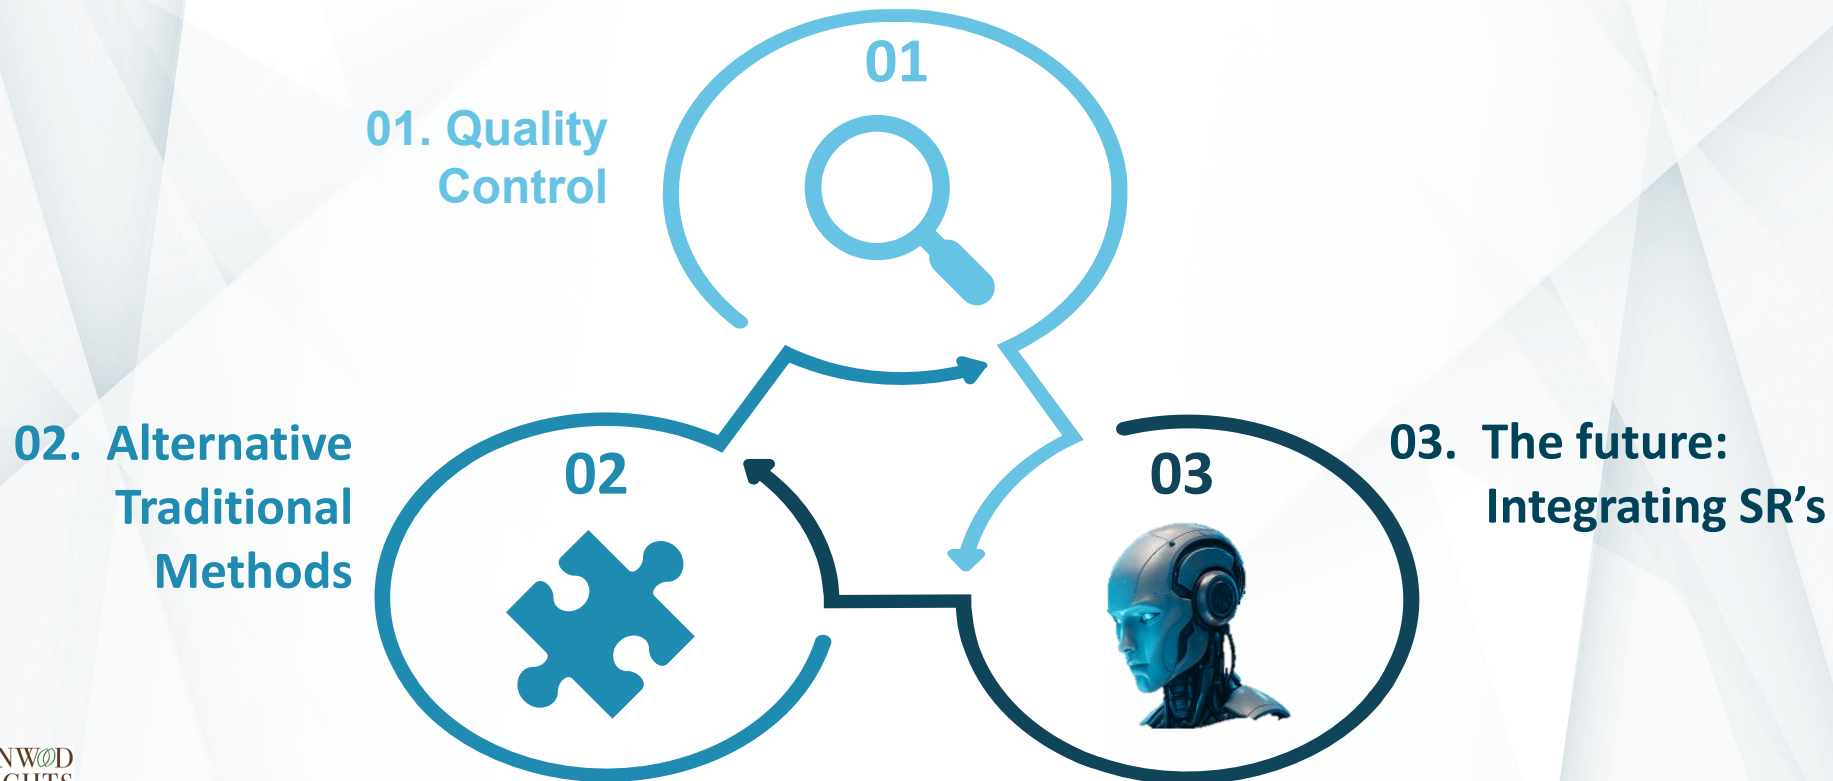 01
01. Quality
Control
02. Alternative
Traditional
Methods
02
03
03. The future:
Integrating SR’s